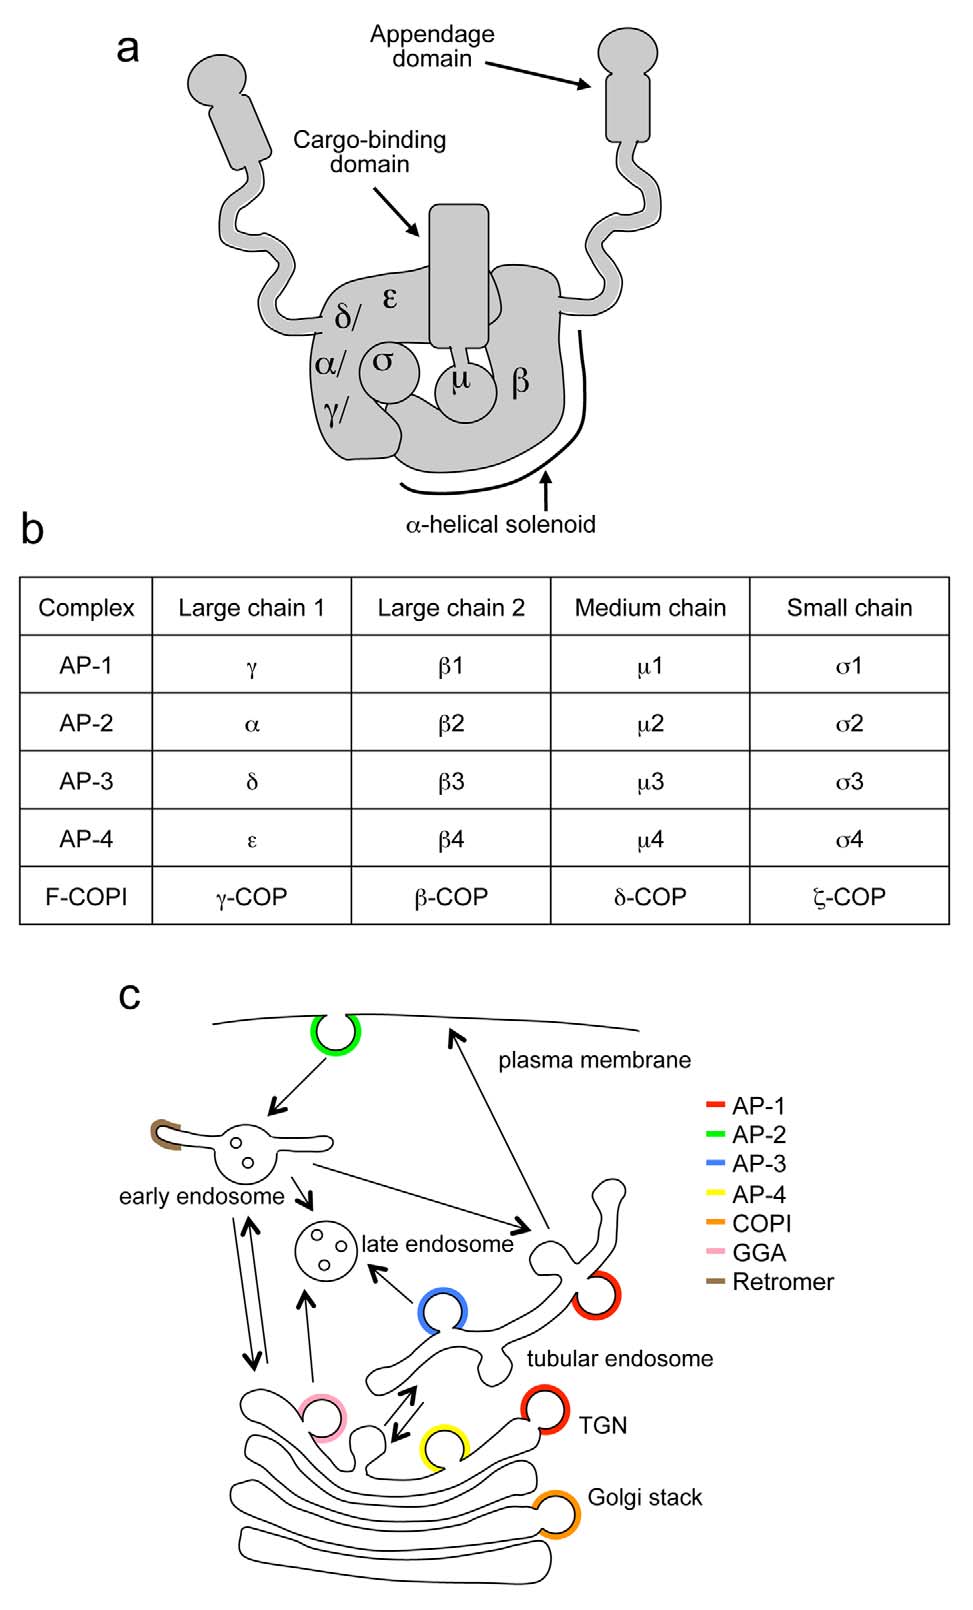 a
Appendage
domain
Cargo-binding
domain
ε
δ/
α/
σ
μ
β
γ/
α-helical solenoid
b
Complex Large chain 1 Large chain 2 Medium chain Small chain
AP-1 γ β1 μ1 σ1
AP-2 α β2 μ2 σ2
AP-3 δ β3 μ3 σ3
AP-4 ε β4 μ4 σ4
F-COPI γ-COP β-COP δ-COP ζ-COP
c
plasma membrane
AP-1
AP-2
AP-3
AP-4
COPI
GGA
Retromer
early endosome
late endosome
tubular endosome
TGN
Golgi stack